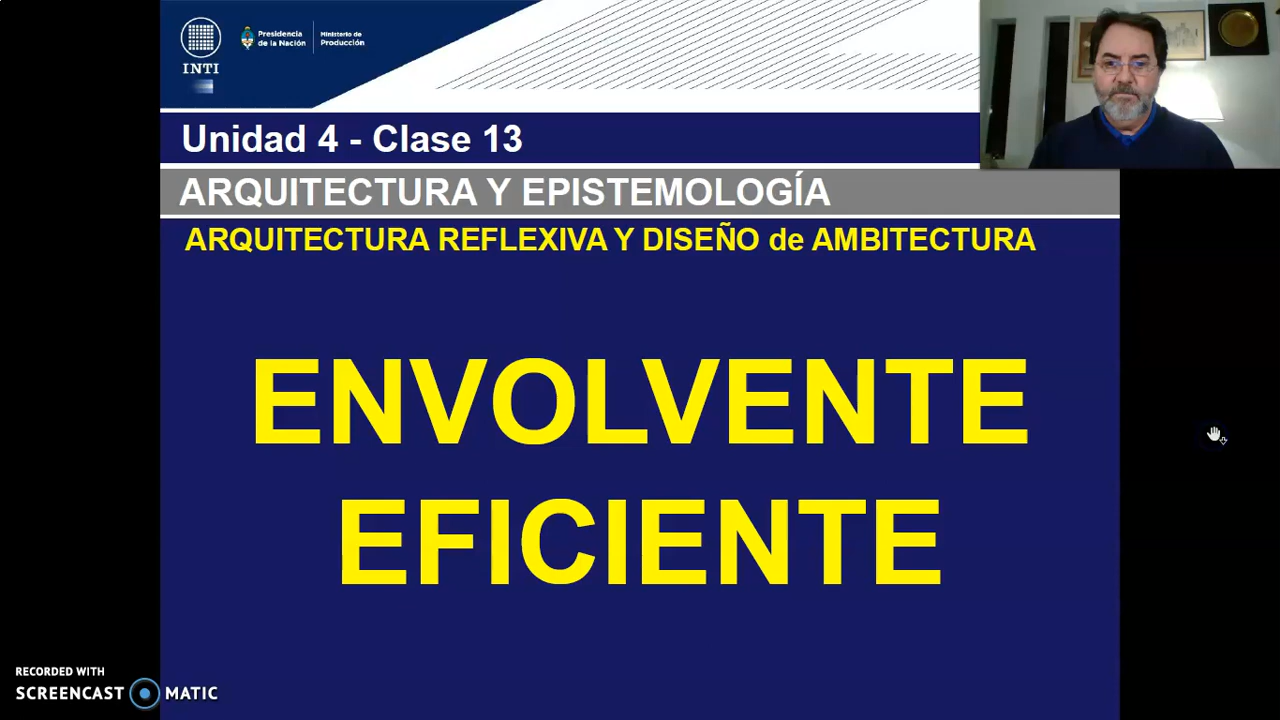 INTI
Presidencia
de la Nación
Ministerio de
Producción
Unidad 4 - Clase 13
ARQUITECTURA Y EPISTEMOLOGÍA
ARQUITECTURA REFLEXIVA Y DISEÑO de AMBITECTURA
ENVOLVENTE
EFICIENTE
RECORDED WITH
SCREENCAST MATIC